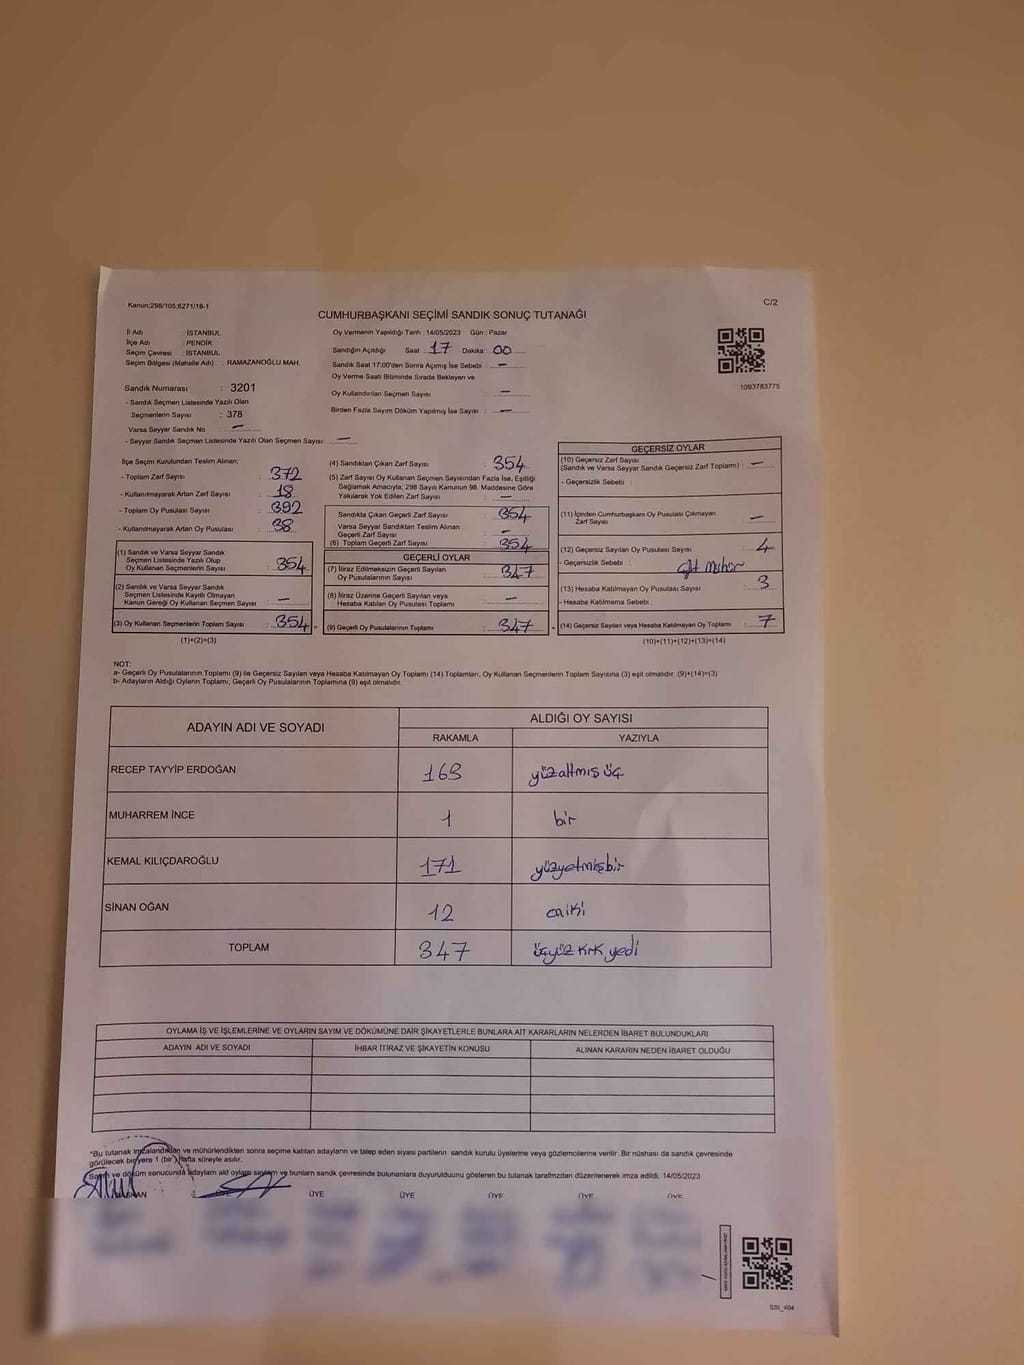 Kanun:298/105;6271/18-1
C/2
CUMHURBAŞKANI SEÇİMİ SANDIK SONUÇ TUTANAĞI
İl Adı : İSTANBUL
İlçe Adı : PENDİK
Seçim Çevresi : İSTANBUL
Seçim Bölgesi (Mahalle Adı) : RAMAZANOĞLU MAH.
Sandık Numarası : 3201
- Sandık Seçmen Listesinde Yazılı Olan
Seçmenlerin Sayısı : 378
Varsa Seyyar Sandık No : —
- Seyyar Sandık Seçmen Listesinde Yazılı Olan Seçmen Sayısı : —
Oy Vermenin Yapıldığı Tarih : 14/05/2023 Gün : Pazar
Sandığın Açıldığı Saat : 17 Dakika : 00
Sandık Saat 17:00'den Sonra Açımış İse Sebebi : —
Oy Verme Saati Bitiminde Sırada Bekleyen ve
Oy Kullandırılan Seçmen Sayısı : —
Birden Fazla Sayım Döküm Yapılmış İse Sayısı : —
1093763775
İlçe Seçim Kurulundan Teslim Alınan;
- Toplam Zarf Sayısı : 372
- Kullanılmayarak Artan Zarf Sayısı : 18
- Toplam Oy Pusulası Sayısı : 392
- Kullanılmayarak Artan Oy Pusulası : 38
(1) Sandık ve Varsa Seyyar Sandık
Seçmen Listesinde Yazılı Olup
Oy Kullanan Seçmenlerin Sayısı : 354
(2) Sandık ve Varsa Seyyar Sandık
Seçmen Listesinde Kayıtlı Olmayan
Kanun Gereği Oy Kullanan Seçmen Sayısı : —
(3) Oy Kullanan Seçmenlerin Toplam Sayısı : 354
(1)+(2)=(3)
(4) Sandıktan Çıkan Zarf Sayısı : 354
(5) Zarf Sayısı Oy Kullanan Seçmen Sayısından Fazla İse, Eşitliği
Sağlamak Amacıyla; 298 Sayılı Kanunun 98. Maddesine Göre
Yakılarak Yok Edilen Zarf Sayısı : —
Sandıkta Çıkan Geçerli Zarf Sayısı : 354
Varsa Seyyar Sandıktan Teslim Alınan
Geçerli Zarf Sayısı : —
(6) Toplam Geçerli Zarf Sayısı : 354
GEÇERLİ OYLAR
(7) İtiraz Edilmeksizin Geçerli Sayılan
Oy Pusulalarının Sayısı : 347
(8) İtiraz Üzerine Geçerli Sayılan veya
Hesaba Katılan Oy Pusulası Toplamı : —
(9) Geçerli Oy Pusulalarının Toplamı : 347
GEÇERSİZ OYLAR
(10) Geçersiz Zarf Sayısı
(Sandık ve Varsa Seyyar Sandık Geçersiz Zarf Toplamı) : —
- Geçersizlik Sebebi :
(11) İçinden Cumhurbaşkanı Oy Pusulası Çıkmayan
Zarf Sayısı : —
(12) Geçersiz Sayılan Oy Pusulası Sayısı : 4
- Geçersizlik Sebebi : çift Mühür
(13) Hesaba Katılmayan Oy Pusulası Sayısı : 3
- Hesaba Katılmama Sebebi :
(14) Geçersiz Sayılan veya Hesaba Katılmayan Oy Toplamı : 7
(10)+(11)+(12)+(13)=(14)
NOT:
a- Geçerli Oy Pusulalarının Toplamı (9) ile Geçersiz Sayılan veya Hesaba Katılmayan Oy Toplamı (14) Toplamları, Oy Kullanan Seçmenlerin Toplam Sayısına (3) eşit olmalıdır. (9)+(14)=(3)
b- Adayların Aldığı Oyların Toplamı, Geçerli Oy Pusulalarının Toplamına (9) eşit olmalıdır.
ADAYIN ADI VE SOYADI ALDIĞI OY SAYISI
RAKAMLA YAZIYLA
RECEP TAYYİP ERDOĞAN 163 yüzaltmış üç
MUHARREM İNCE 1 bir
KEMAL KILIÇDAROĞLU 171 yüzyetmişbir
SİNAN OĞAN 12 oniki
TOPLAM 347 üçyüz kırk yedi
OYLAMA İŞ VE İŞLEMLERİNE VE OYLARIN SAYIM VE DÖKÜMÜNE DAİR ŞİKAYETLERLE BUNLARA AİT KARARLARIN NELERDEN İBARET BULUNDUKLARI
ADAYIN ADI VE SOYADI İHBAR İTİRAZ VE ŞİKAYETİN KONUSU ALINAN KARARIN NEDEN İBARET OLDUĞU
"Bu tutanak imzalandıktan ve mühürlendikten sonra seçime katılan adayların ve talep eden siyasi partilerin sandık kurulu üyelerine veya gözlemcilerine verilir. Bir nüshası da sandık çevresinde
görülecek bir yere 1 (bir) Hafta süreyle asılır.
Sayım ve döküm sonucunda adayların ald oyların sayısını ve bunların sandık çevresinde bulunanlara duyurulduunu gösteren bu tutanak tarafımızdan düzenlenerek imza edildi. 14/05/2023
BAŞKAN ÜYE ÜYE ÜYE ÜYE ÜYE ÜYE
SSI_404